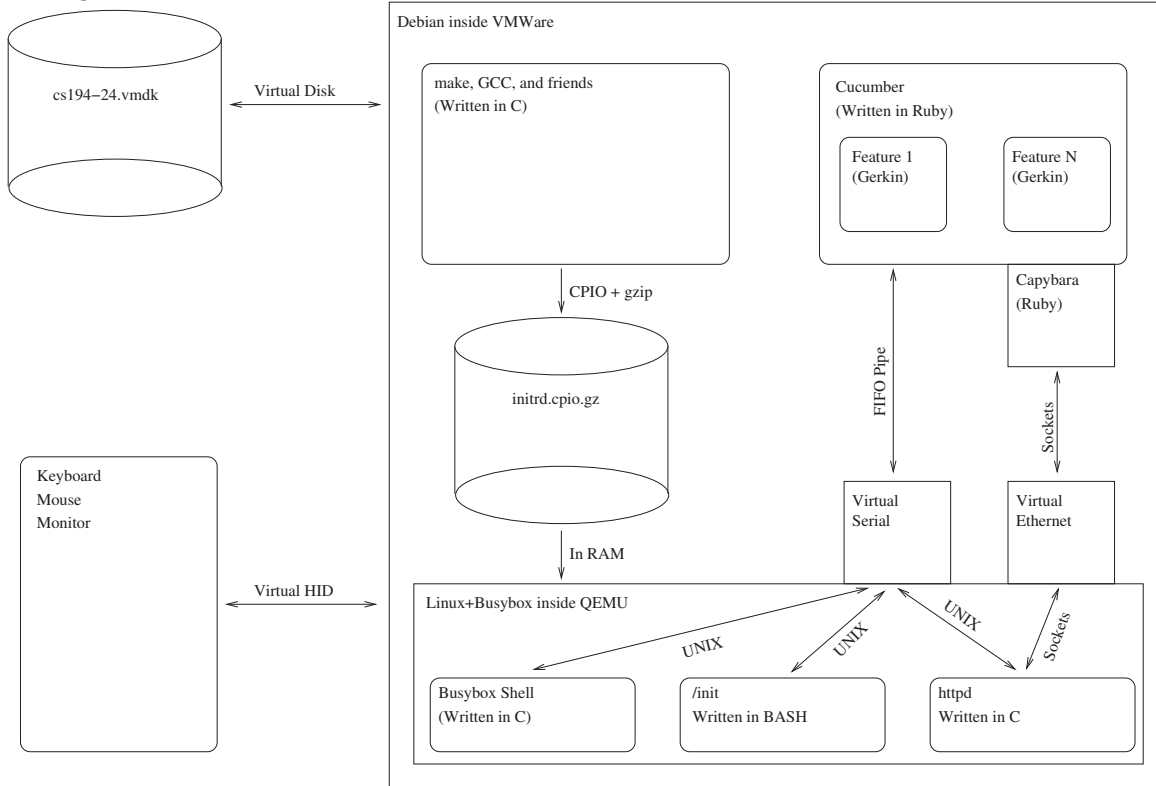 Debian inside VMWare
cs194−24.vmdk
Virtual Disk
make, GCC, and friends
(Written in C)
Cucumber
(Written in Ruby)
Feature 1
(Gerkin)
Feature N
(Gerkin)
CPIO + gzip
Capybara
(Ruby)
initrd.cpio.gz
FIFO Pipe
Sockets
Keyboard
Mouse
Monitor
Virtual
Serial
Virtual
Ethernet
In RAM
Virtual HID
Linux+Busybox inside QEMU
UNIX
UNIX
UNIX
Sockets
Busybox Shell
(Written in C)
/init
Written in BASH
httpd
Written in C